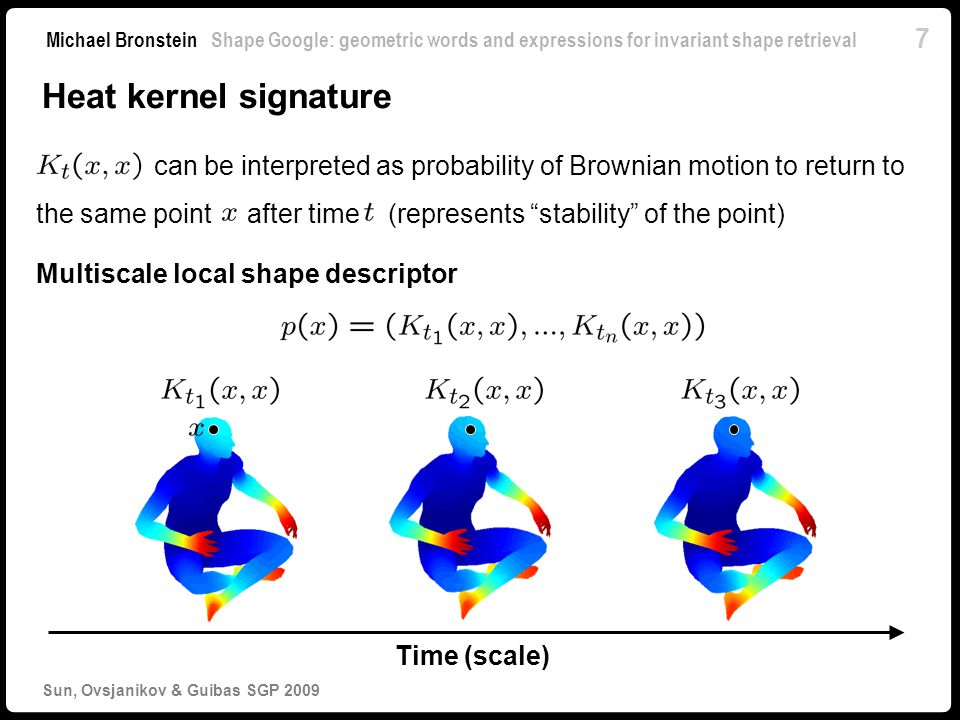 Michael Bronstein Shape Google: geometric words and expressions for invariant shape retrieval 7
Heat kernel signature
K_t(x, x) can be interpreted as probability of Brownian motion to return to
the same point x after time t (represents “stability” of the point)
Multiscale local shape descriptor
p(x) = (K_{t_1}(x, x), ..., K_{t_n}(x, x))
K_{t_1}(x, x) K_{t_2}(x, x) K_{t_3}(x, x)
x
Time (scale)
Sun, Ovsjanikov & Guibas SGP 2009